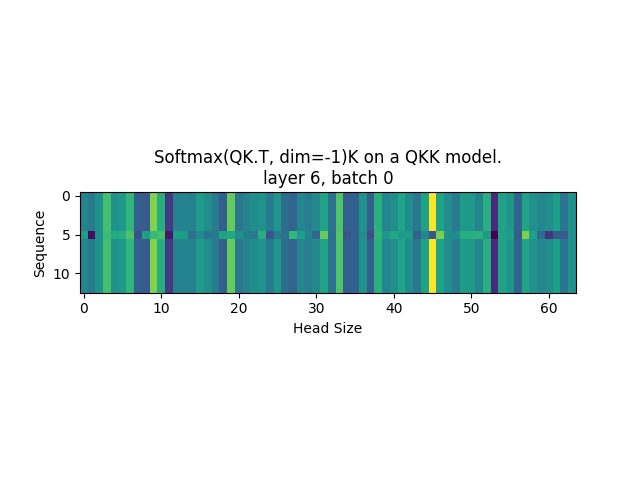 Softmax(QK.T, dim=-1)K on a QKK model.
layer 6, batch 0
0
5
10
Sequence
0 10 20 30 40 50 60
Head Size